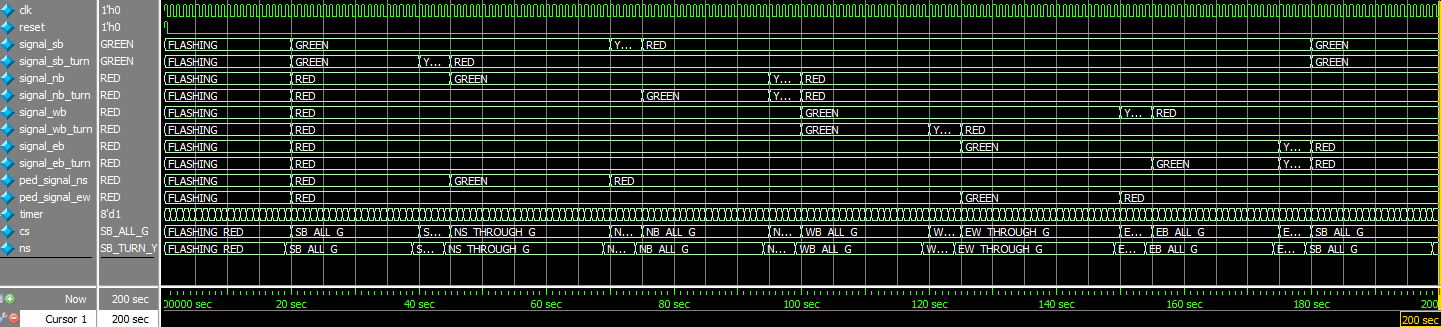 clk 1'h0
reset 1'h0
signal_sb GREEN FLASHING GREEN Y... RED GREEN
signal_sb_turn GREEN FLASHING GREEN Y... RED GREEN
signal_nb RED FLASHING RED GREEN Y... RED
signal_nb_turn RED FLASHING RED GREEN Y... RED
signal_wb RED FLASHING RED GREEN Y... RED
signal_wb_turn RED FLASHING RED GREEN Y... RED
signal_eb RED FLASHING RED GREEN Y... RED
signal_eb_turn RED FLASHING RED GREEN Y... RED
ped_signal_ns RED FLASHING RED GREEN RED
ped_signal_ew RED FLASHING RED GREEN RED
timer 8'd1
cs SB_ALL_G FLASHING_RED SB_ALL_G S... NS_THROUGH_G N... NB_ALL_G N... WB_ALL_G W... EW_THROUGH_G E... EB_ALL_G E... SB_ALL_G
ns SB_TURN_Y FLASHING_RED SB_ALL_G S... NS_THROUGH_G N... NB_ALL_G N... WB_ALL_G W... EW_THROUGH_G E... EB_ALL_G E... SB_ALL_G
Now 200 sec 00000 sec 20 sec 40 sec 60 sec 80 sec 100 sec 120 sec 140 sec 160 sec 180 sec 200
Cursor 1 200 sec 200 sec